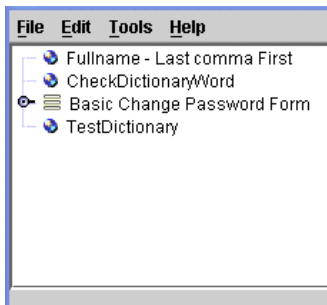 File Edit Tools Help
Fullname - Last comma First
CheckDictionaryWord
Basic Change Password Form
TestDictionary